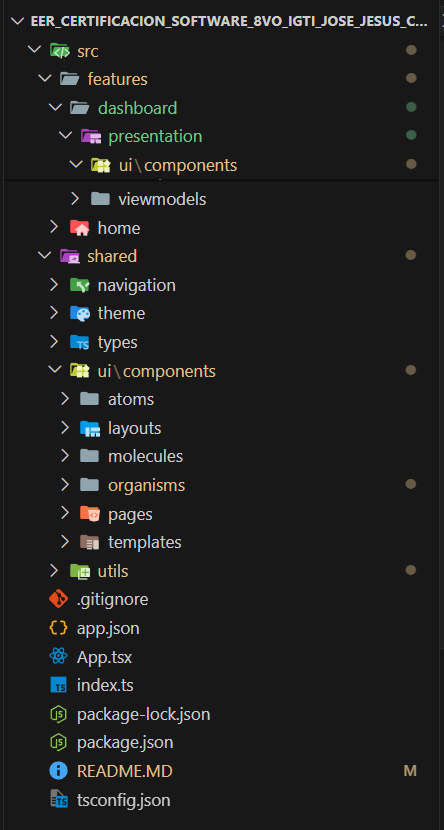 EER_CERTIFICACION_SOFTWARE_8VO_IGTI_JOSE_JESUS_C...
src
features
dashboard
presentation
ui\components
viewmodels
home
shared
navigation
theme
types
ui\components
atoms
layouts
molecules
organisms
pages
templates
utils
.gitignore
app.json
App.tsx
index.ts
package-lock.json
package.json
README.MD M
tsconfig.json